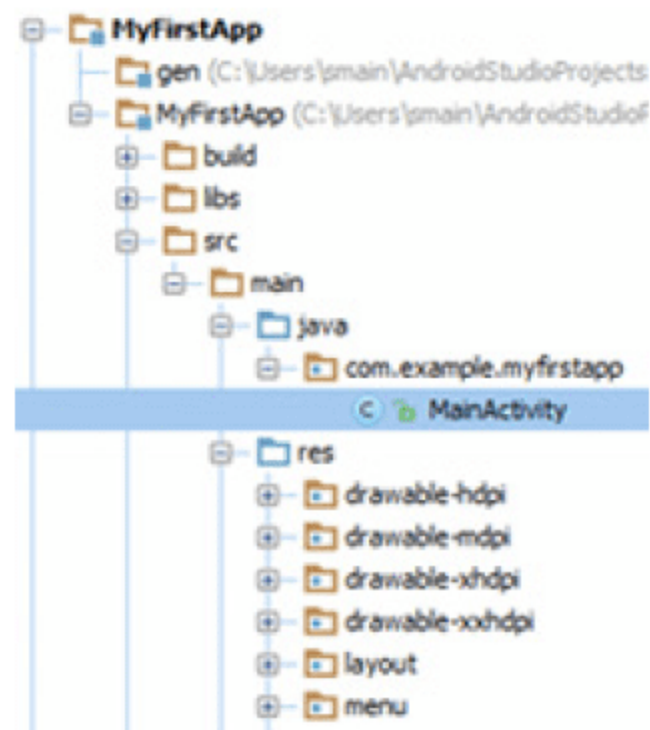 MyFirstApp
gen (C:\Users\smain\AndroidStudioProjects
MyFirstApp (C:\Users\smain\AndroidStudioP
build
libs
src
main
java
com.example.myfirstapp
C MainActivity
res
drawable-hdpi
drawable-mdpi
drawable-xhdpi
drawable-xxhdpi
layout
menu